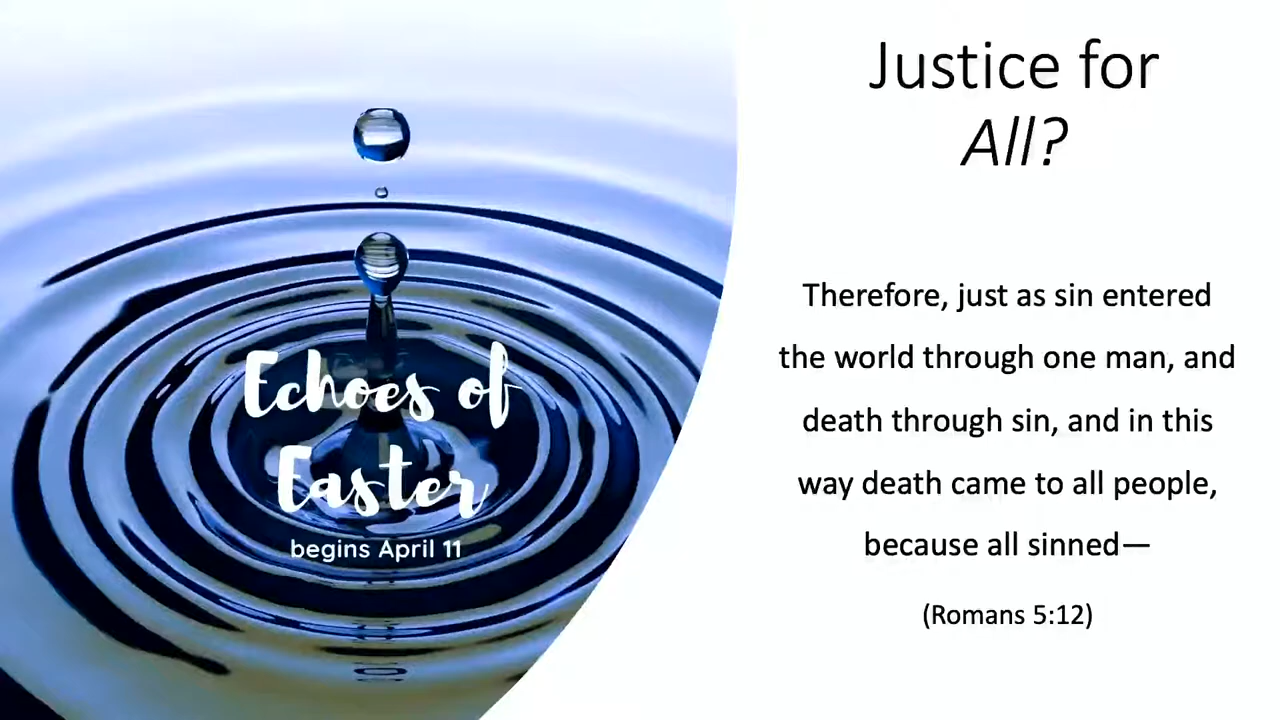 Echoes of
Easter
begins April 11
Justice for
All?
Therefore, just as sin entered
the world through one man, and
death through sin, and in this
way death came to all people,
because all sinned—
(Romans 5:12)